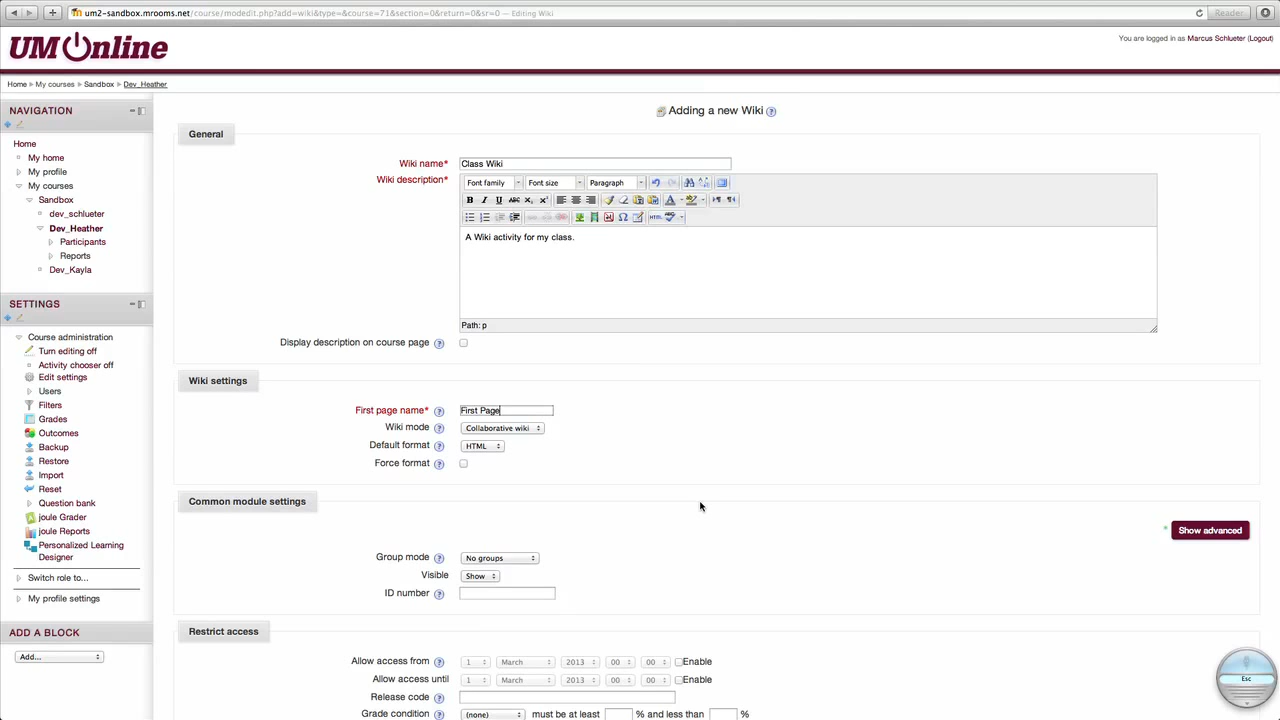 um2-sandbox.mrooms.net/course/modedit.php?add=wiki&type=&course=71&section=0&return=0&sr=0 — Editing Wiki
Reader
UM Online
You are logged in as Marcus Schlueter (Logout)
Home My courses Sandbox Dev_Heather
NAVIGATION
Home
My home
My profile
My courses
Sandbox
dev_schlueter
Dev_Heather
Participants
Reports
Dev_Kayla
SETTINGS
Course administration
Turn editing off
Activity chooser off
Edit settings
Users
Filters
Grades
Outcomes
Backup
Restore
Import
Reset
Question bank
joule Grader
joule Reports
Personalized Learning
Designer
Switch role to...
My profile settings
ADD A BLOCK
Add...
Adding a new Wiki
General
Wiki name* Class Wiki
Wiki description*
Font family Font size Paragraph
B I U ABC
HTML
A Wiki activity for my class.
Path: p
Display description on course page
Wiki settings
First page name* First Page
Wiki mode Collaborative wiki
Default format HTML
Force format
Common module settings
* Show advanced
Group mode No groups
Visible Show
ID number
Restrict access
Allow access from 1 March 2013 00 00 Enable
Allow access until 1 March 2013 00 00 Enable
Release code
Grade condition (none) must be at least % and less than %
Esc